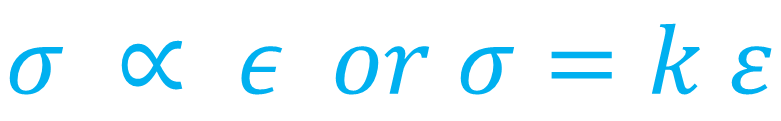 σ ∝ ϵ or σ = k ε